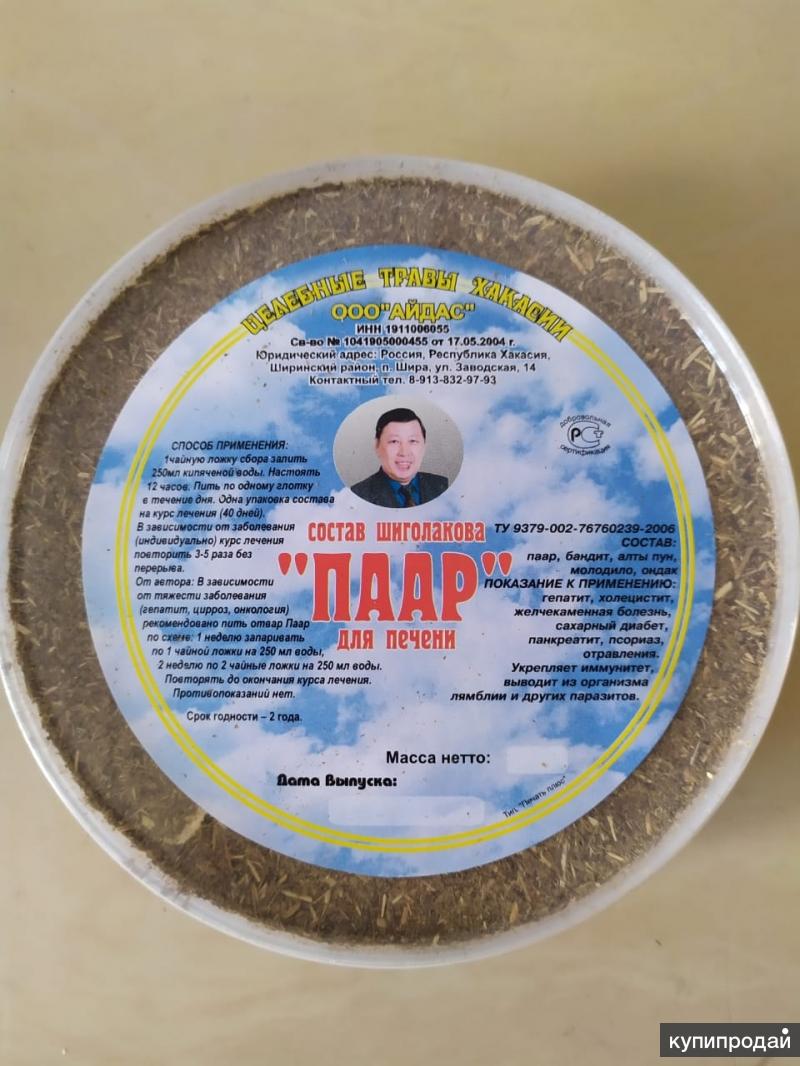 ЦЕЛЕБНЫЕ ТРАВЫ ХАКАСИИ
ООО"АЙДАС"
ИНН 1911006055
Св-во № 1041905000455 от 17.05.2004 г.
Юридический адрес: Россия, Республика Хакасия,
Ширинский район, п. Шира, ул. Заводская, 14
Контактный тел. 8-913-832-97-93
добровольная
РСТ
сертификация
СПОСОБ ПРИМЕНЕНИЯ:
1чайную ложку сбора залить
250мл кипяченой воды. Настоять
12 часов. Пить по одному глотку
в течение дня. Одна упаковка состава
на курс лечения (40 дней).
В зависимости от заболевания
(индивидуально) курс лечения
повторить 3-5 раза без
перерыва.
От автора: В зависимости
от тяжести заболевания
(гепатит, цирроз, онкология)
рекомендовано пить отвар Паар
по схеме: 1 неделю запаривать
по 1 чайной ложки на 250 мл воды,
2 неделю по 2 чайные ложки на 250 мл воды.
Повторять до окончания курса лечения.
Противопоказаний нет.
Срок годности – 2 года.
СОСТАВ ШИГОЛАКОВА
"ПААР"
ДЛЯ ПЕЧЕНИ
ТУ 9379-002-76760239-2006
СОСТАВ:
паар, бандит, алты пун,
молодило, ондак
ПОКАЗАНИЕ К ПРИМЕНЕНИЮ:
гепатит, холецистит,
желчекаменная болезнь,
сахарный диабет,
панкреатит, псориаз,
отравления.
Укрепляет иммунитет,
выводит из организма
лямблии и других паразитов.
Масса нетто:
Дата Выпуска:
Тип. "Печать плюс"
купипродай